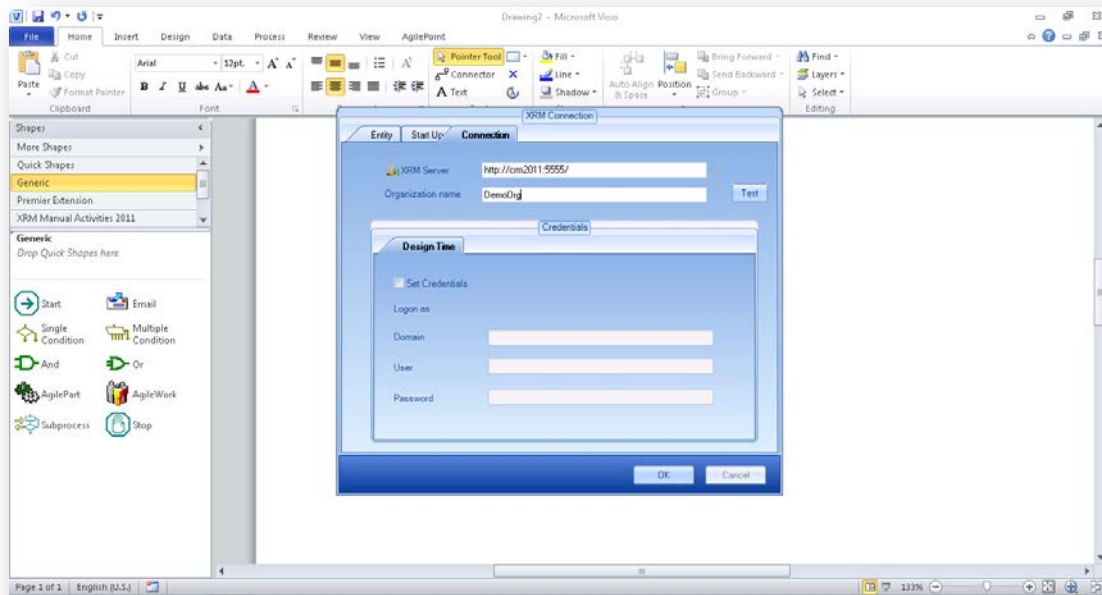 Drawing2 - Microsoft Visio
File Home Insert Design Data Process Review View AgilePoint
Paste
Cut
Copy
Format Painter
Clipboard
Arial 12pt. A A
B I U abc Aa A
Font
A
Pointer Tool
Connector
A Text
Fill
Line
Shadow
Auto Align & Space
Position
Bring Forward
Send Backward
Group
Find
Layers
Select
Editing
Shapes
More Shapes
Quick Shapes
Generic
Premier Extension
XRM Manual Activities 2011
Generic
Drop Quick Shapes here
Start Email
Single Condition Multiple Condition
And Or
AgilePart AgileWork
Subprocess Stop
XRM Connection
Entity Start Up Connection
XRM Server http://crm2011:5555/
Organization name DemoOrg Test
Credentials
Design Time
Set Credentials
Logon as
Domain
User
Password
OK Cancel
Page 1 of 1 English (U.S.) 133%